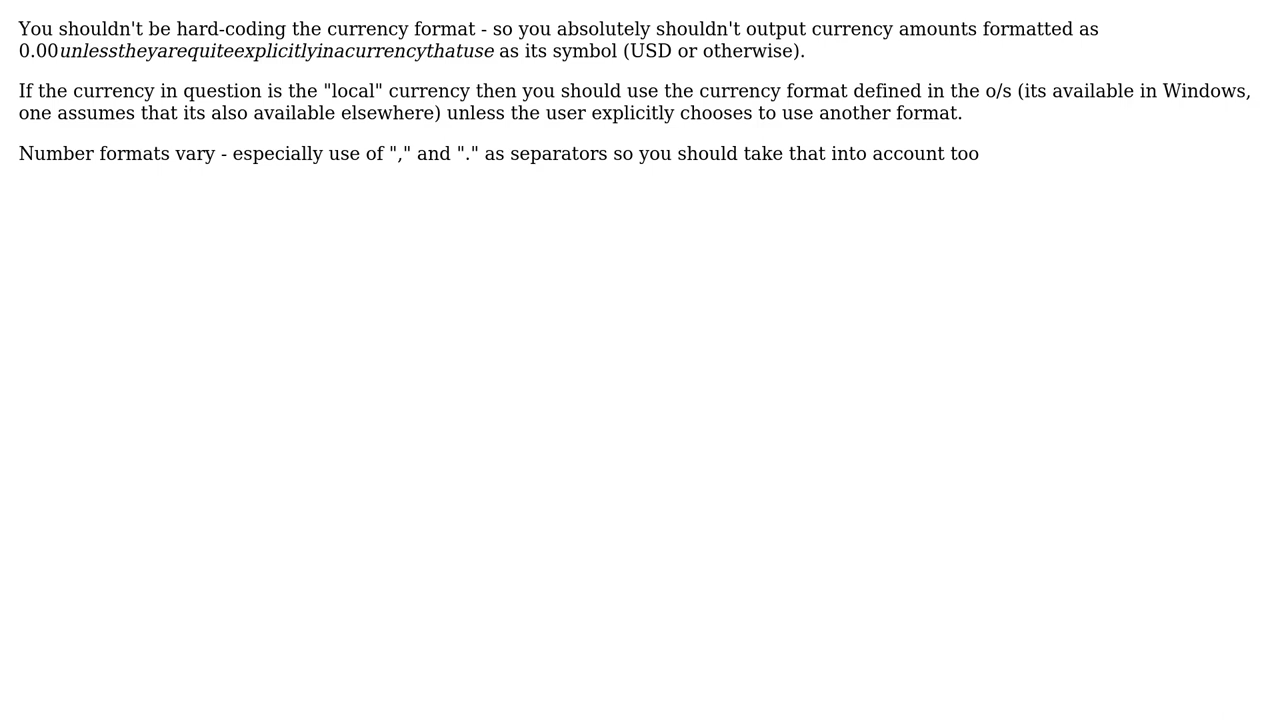 You shouldn't be hard-coding the currency format - so you absolutely shouldn't output currency amounts formatted as
0.00unlesstheyarequiteexplicitlyinacurrencythatuse as its symbol (USD or otherwise).
If the currency in question is the "local" currency then you should use the currency format defined in the o/s (its available in Windows,
one assumes that its also available elsewhere) unless the user explicitly chooses to use another format.
Number formats vary - especially use of "," and "." as separators so you should take that into account too